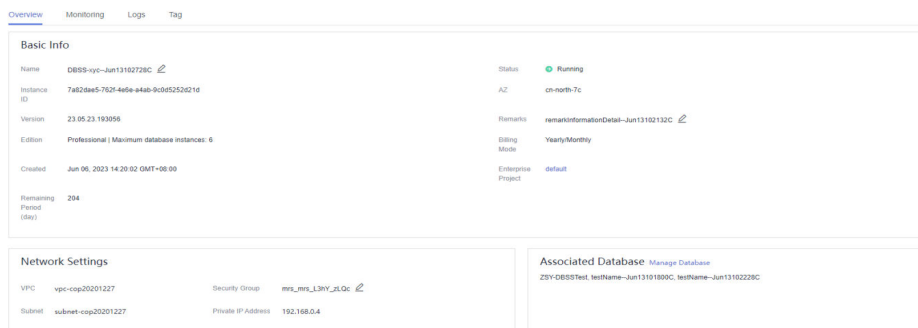 Overview Monitoring Logs Tag
Basic Info
Name DBSS-xyc--Jun13102728C
Status Running
Instance ID 7a82dae5-762f-4e6e-a4ab-9c0d5252d21d
AZ cn-north-7c
Version 23.05.23.193056
Remarks remarkInformationDetail--Jun13102132C
Edition Professional | Maximum database instances: 6
Billing Mode Yearly/Monthly
Created Jun 06, 2023 14:20:02 GMT+08:00
Enterprise Project default
Remaining Period (day) 204
Network Settings
VPC vpc-cop20201227
Security Group mrs_mrs_L3hY_zLQc
Subnet subnet-cop20201227
Private IP Address 192.168.0.4
Associated Database Manage Database
ZSY-DBSSTest, testName--Jun13101800C, testName--Jun13102228C